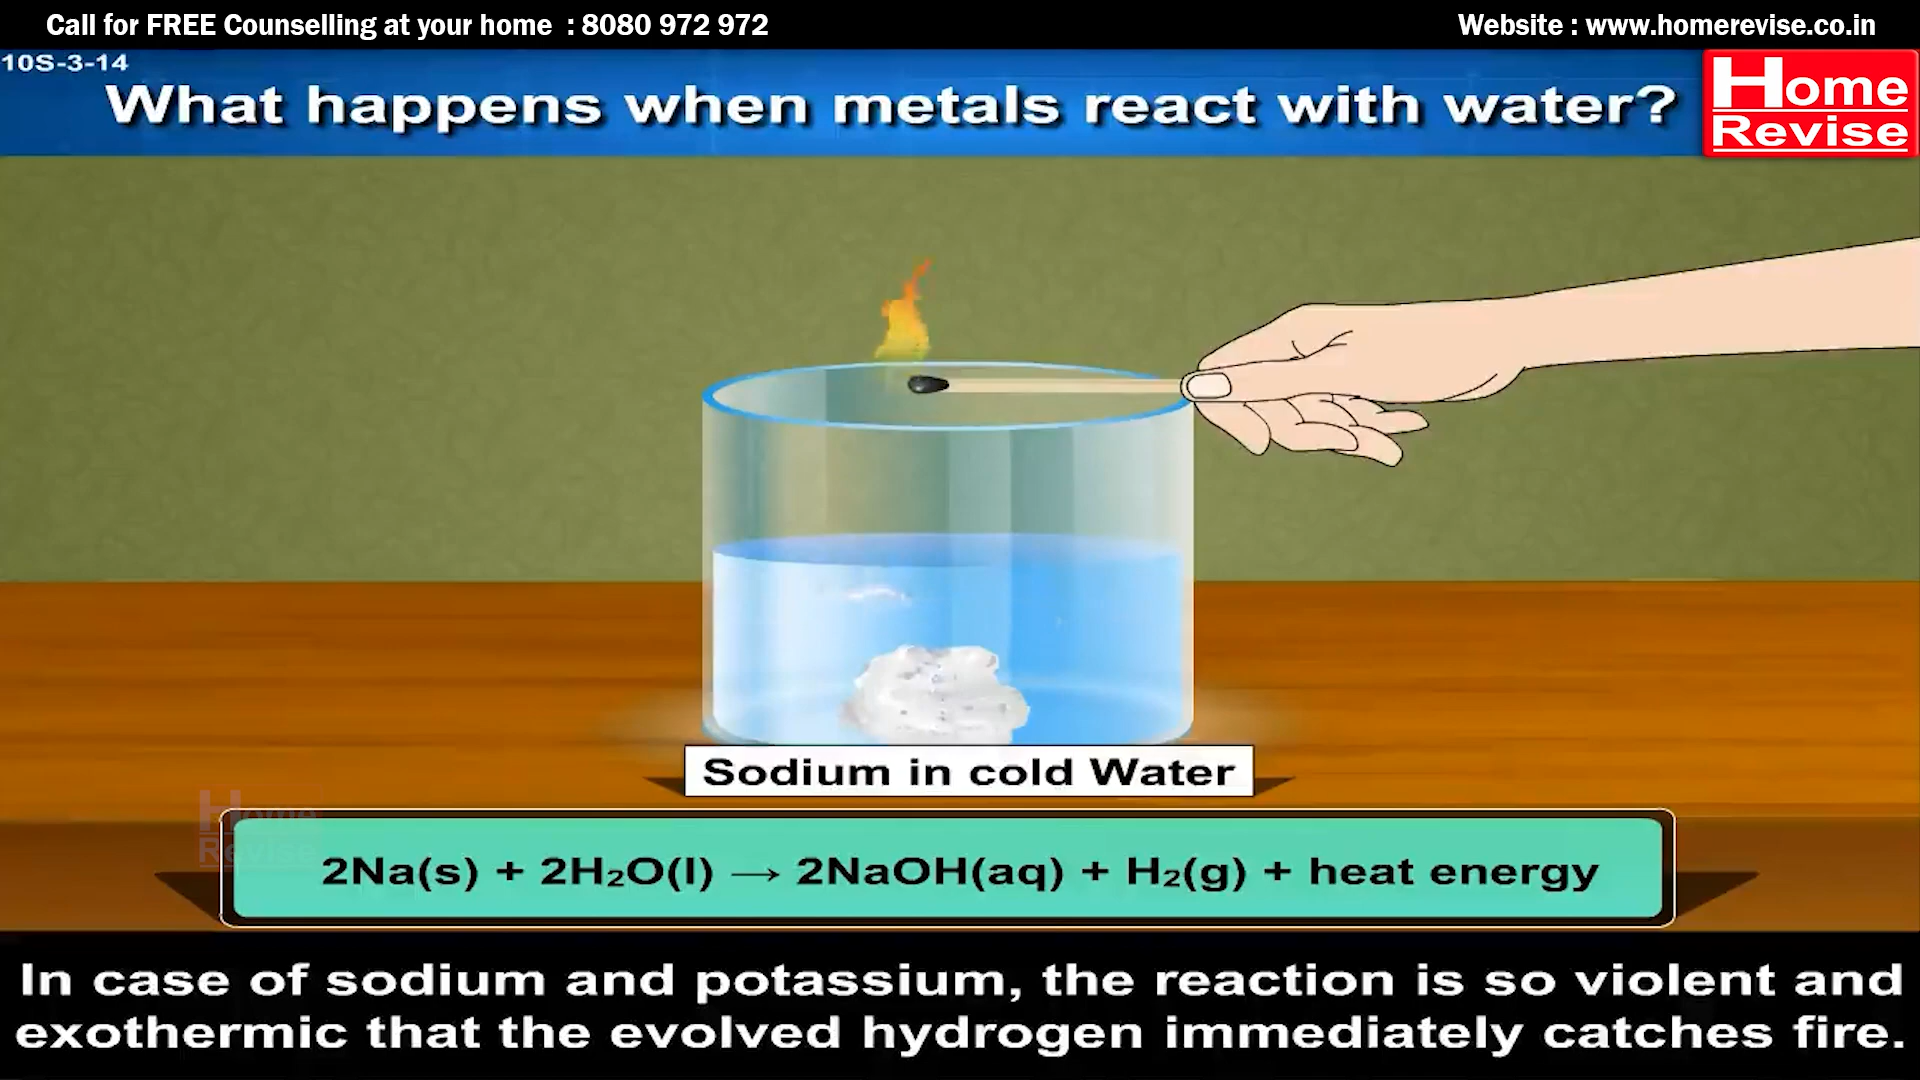 Call for FREE Counselling at your home : 8080 972 972
Website : www.homerevise.co.in
10S-3-14
What happens when metals react with water?
Home
Revise
Sodium in cold Water
Home
Revise
2Na(s) + 2H₂O(l) → 2NaOH(aq) + H₂(g) + heat energy
In case of sodium and potassium, the reaction is so violent and
exothermic that the evolved hydrogen immediately catches fire.